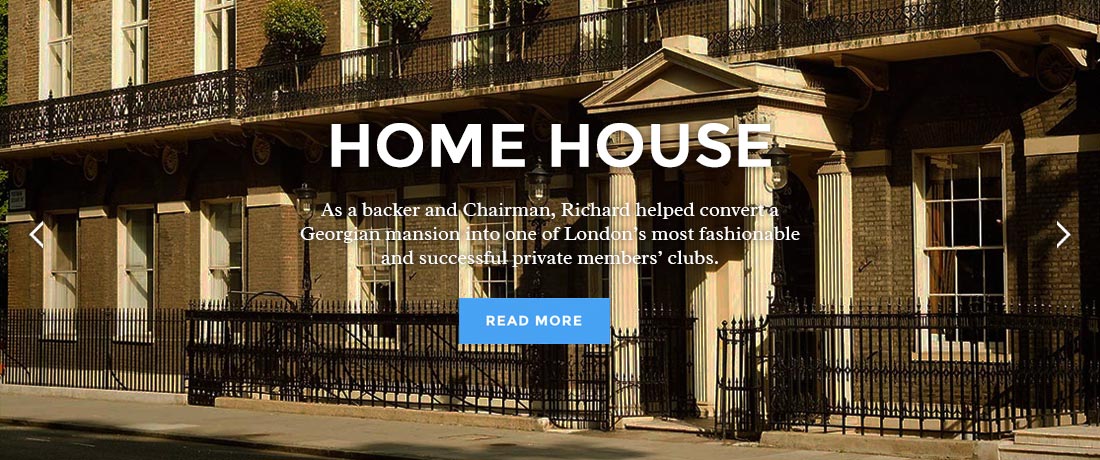 HOME HOUSE
As a backer and Chairman, Richard helped convert a
Georgian mansion into one of London's most fashionable
and successful private members' clubs.
READ MORE